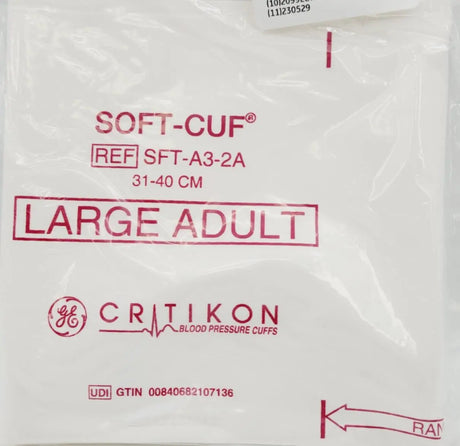 (11)230529
SOFT-CUF®
REF SFT-A3-2A
31-40 CM
LARGE ADULT
GE CRITIKON
BLOOD PRESSURE CUFFS
UDI GTIN 00840682107136